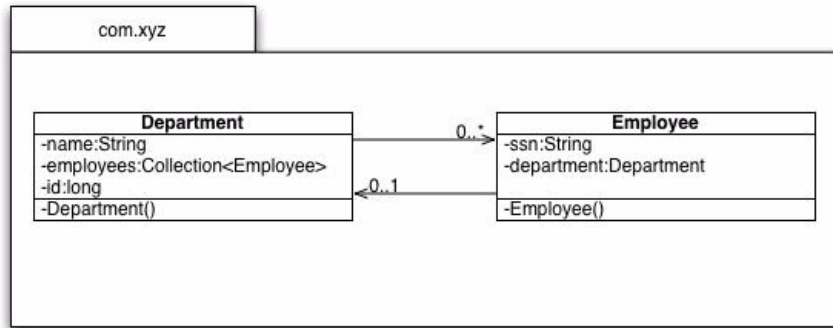 com.xyz
Department
-name:String
-employees:Collection<Employee>
-id:long
-Department()
0..*
0..1
Employee
-ssn:String
-department:Department
-Employee()